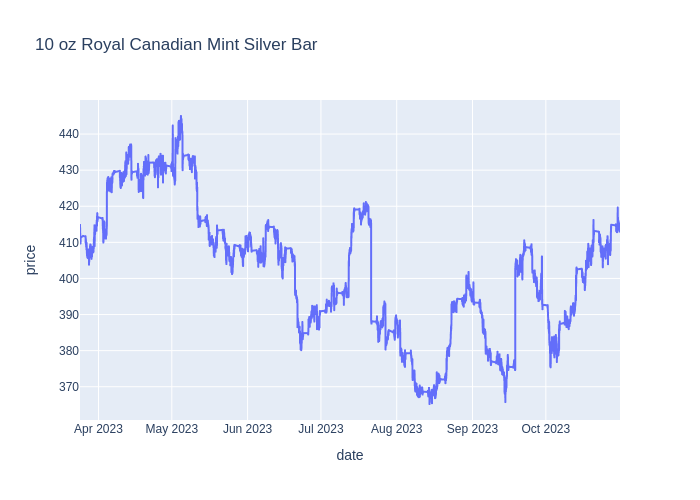 10 oz Royal Canadian Mint Silver Bar
440
430
420
410
400
390
380
370
price
Apr 2023 May 2023 Jun 2023 Jul 2023 Aug 2023 Sep 2023 Oct 2023
date